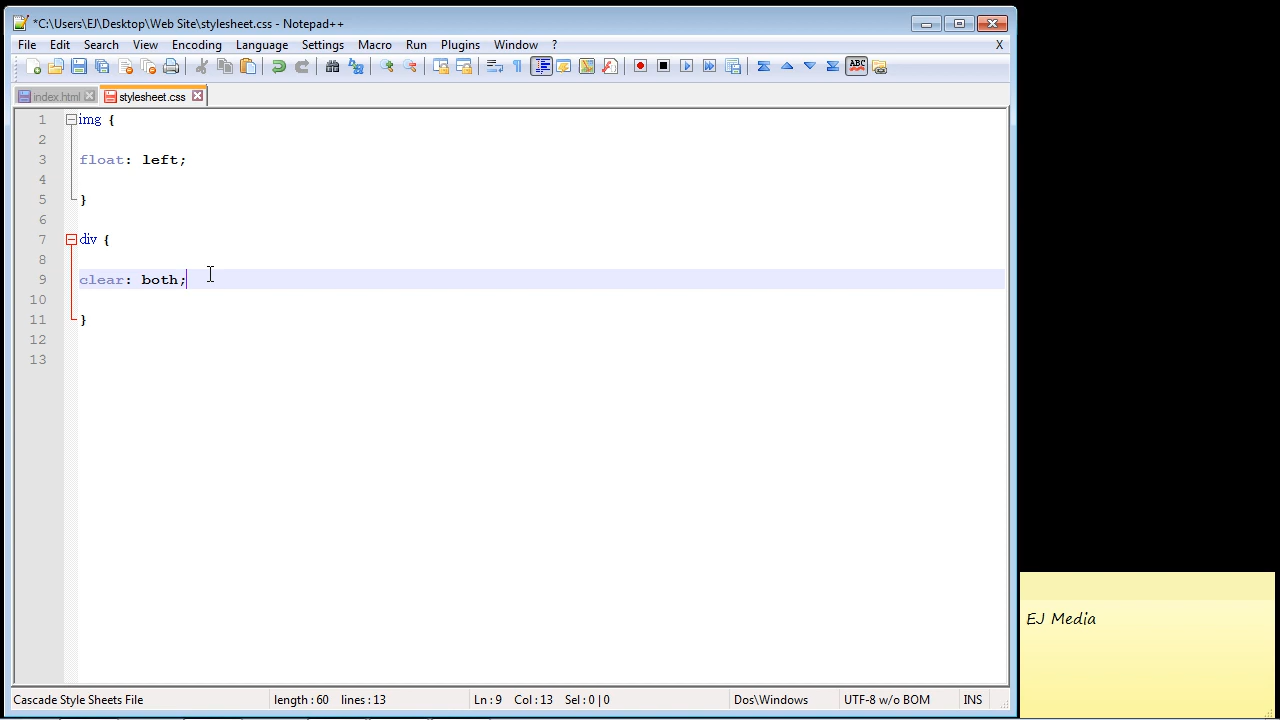 *C:\Users\EJ\Desktop\Web Site\stylesheet.css - Notepad++
File Edit Search View Encoding Language Settings Macro Run Plugins Window ? X
ABC
index.html stylesheet.css
1 img {
2
3 float: left;
4
5 }
6
7 div {
8
9 clear: both;
10
11 }
12
13
EJ Media
Cascade Style Sheets File length : 60 lines : 13 Ln : 9 Col : 13 Sel : 0 | 0 Dos\Windows UTF-8 w/o BOM INS